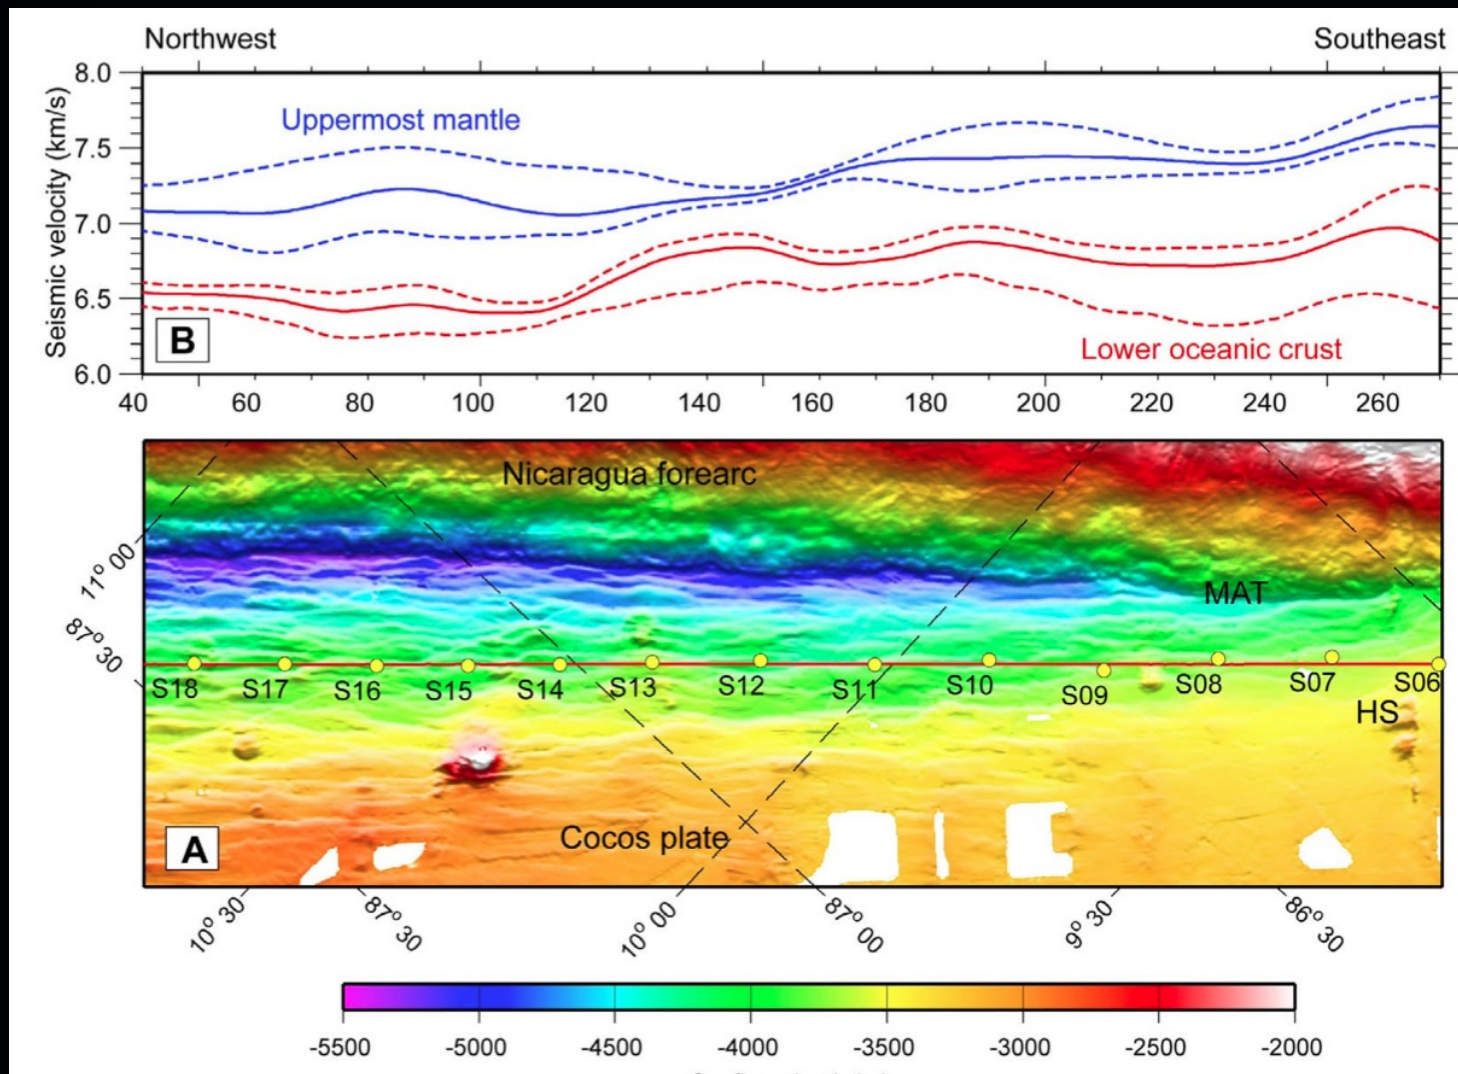 Northwest Southeast
8.0
7.5
7.0
6.5
6.0
Seismic velocity (km/s)
Uppermost mantle
Lower oceanic crust
B
40 60 80 100 120 140 160 180 200 220 240 260
Nicaragua forearc
11° 00
MAT
87° 30
S18 S17 S16 S15 S14 S13 S12 S11 S10 S09 S08 S07 S06
HS
Cocos plate
A
10° 30 87° 30 10° 00 87° 00 9° 30 86° 30
-5500 -5000 -4500 -4000 -3500 -3000 -2500 -2000